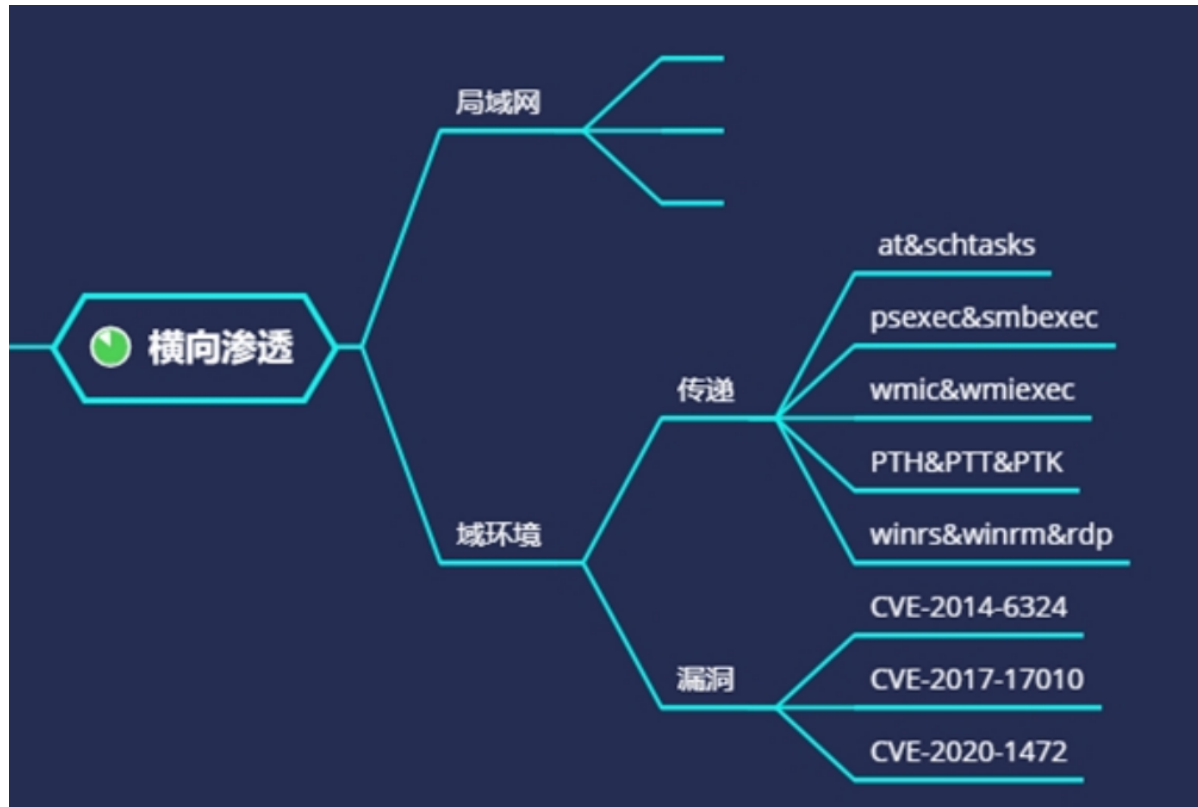 局域网
横向渗透
域环境
传递
at&schtasks
psexec&smbexec
wmic&wmiexec
PTH&PTT&PTK
winrs&winrm&rdp
漏洞
CVE-2014-6324
CVE-2017-17010
CVE-2020-1472